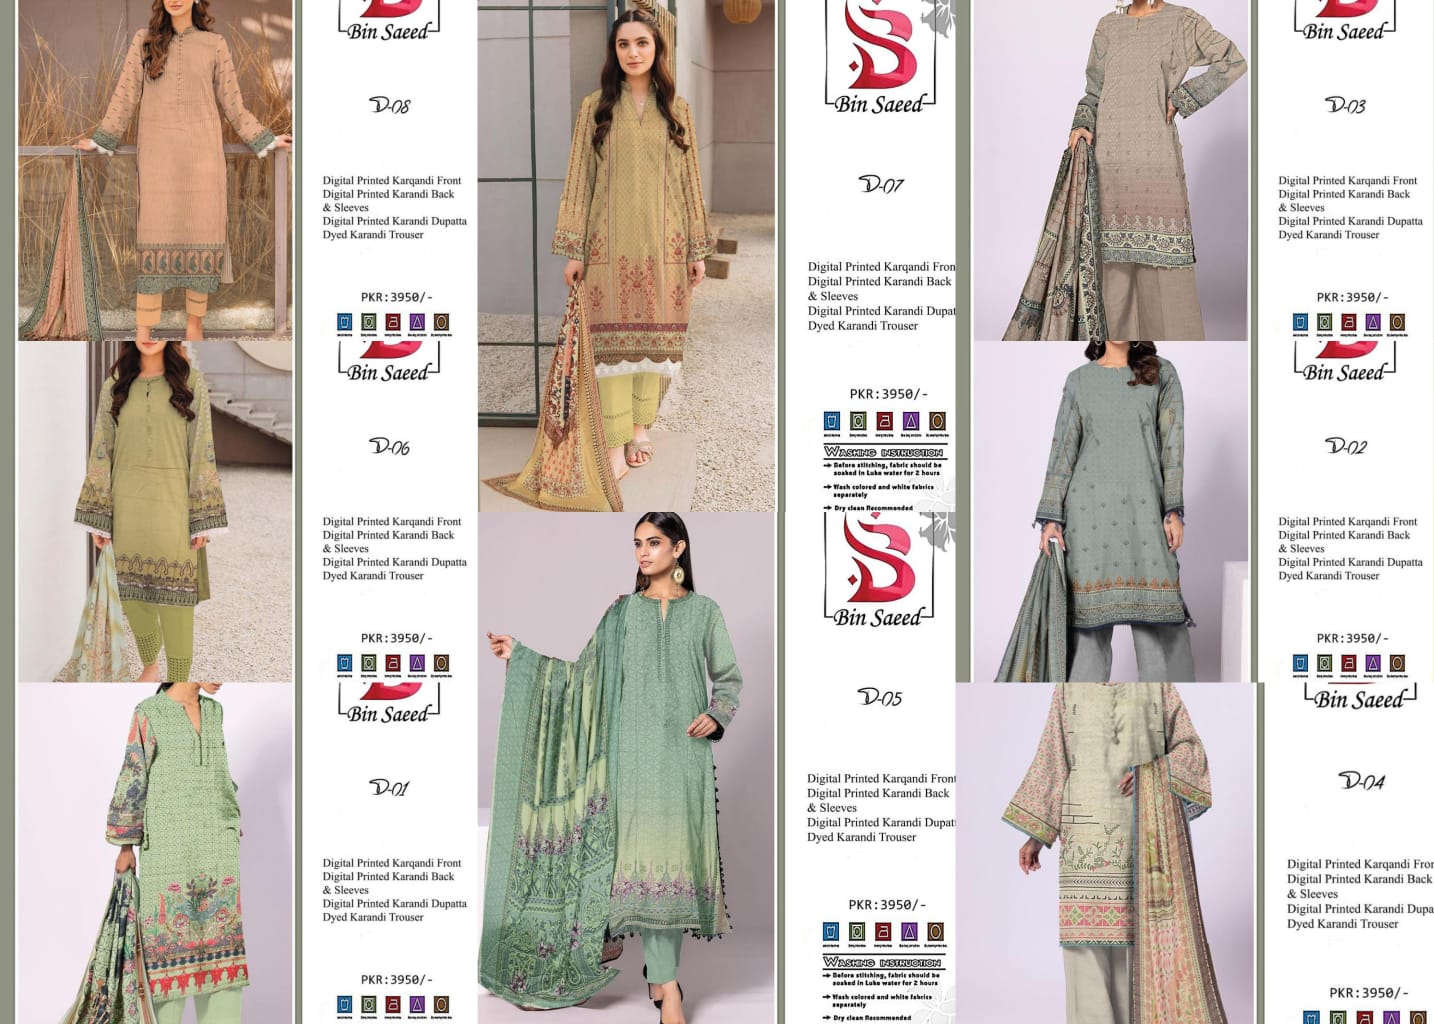 Bin Saeed
D-08
Digital Printed Karqandi Front
Digital Printed Karandi Back
& Sleeves
Digital Printed Karandi Dupatta
Dyed Karandi Trouser
PKR:3950/-
Bin Saeed
D-07
Digital Printed Karqandi Fron
Digital Printed Karandi Back
& Sleeves
Digital Printed Karandi Dupat
Dyed Karandi Trouser
PKR:3950/-
WASHING INSTRUCTION
Before stitching, fabric should be
soaked in Luke water for 2 hours
Wash colored and white fabrics
separately
Dry clean Recommended
Bin Saeed
D-03
Digital Printed Karqandi Front
Digital Printed Karandi Back
& Sleeves
Digital Printed Karandi Dupatta
Dyed Karandi Trouser
PKR:3950/-
Bin Saeed
D-06
Digital Printed Karqandi Front
Digital Printed Karandi Back
& Sleeves
Digital Printed Karandi Dupatta
Dyed Karandi Trouser
PKR:3950/-
Bin Saeed
D-02
Digital Printed Karqandi Front
Digital Printed Karandi Back
& Sleeves
Digital Printed Karandi Dupatta
Dyed Karandi Trouser
PKR:3950/-
Bin Saeed
D-05
Digital Printed Karqandi Front
Digital Printed Karandi Back
& Sleeves
Digital Printed Karandi Dupat
Dyed Karandi Trouser
PKR:3950/-
WASHING INSTRUCTION
Before stitching, fabric should be
soaked in Luke water for 2 hours
Wash colored and white fabrics
separately
Dry clean Recommended
Bin Saeed
D-01
Digital Printed Karqandi Front
Digital Printed Karandi Back
& Sleeves
Digital Printed Karandi Dupatta
Dyed Karandi Trouser
PKR:3950/-
Bin Saeed
D-04
Digital Printed Karqandi Fror
Digital Printed Karandi Back
& Sleeves
Digital Printed Karandi Dupa
Dyed Karandi Trouser
PKR:3950/-